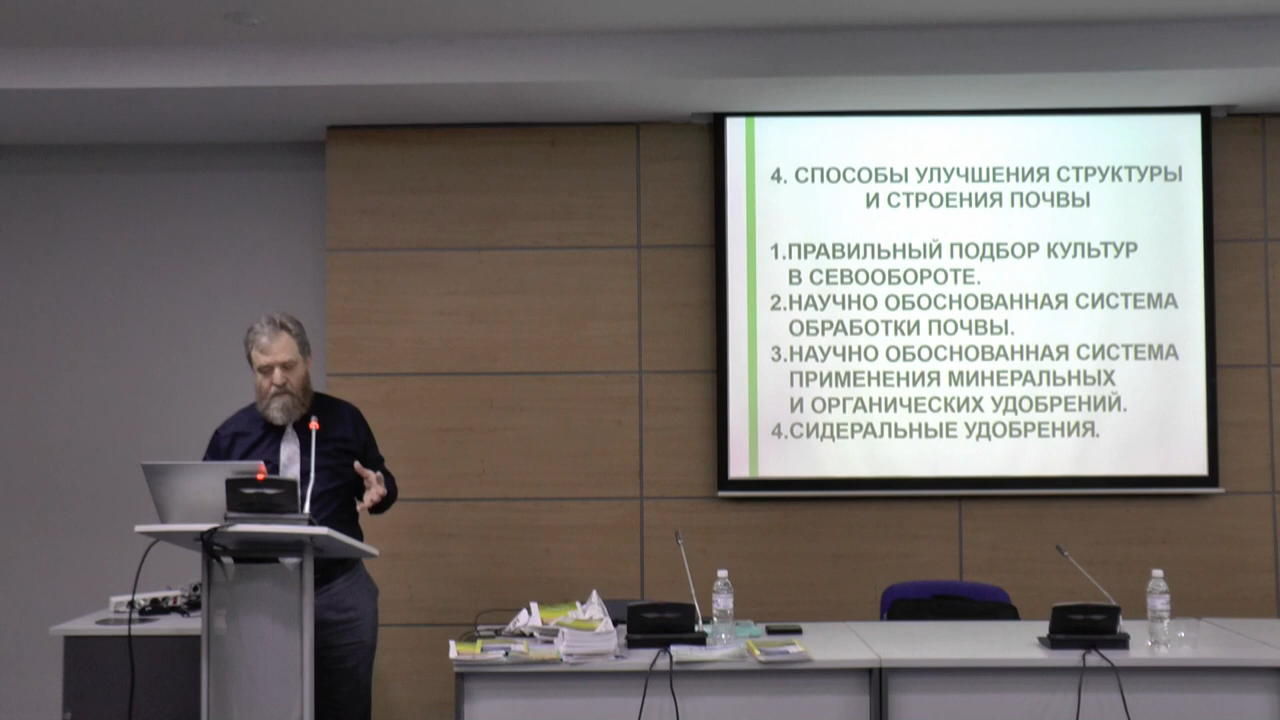 4. СПОСОБЫ УЛУЧШЕНИЯ СТРУКТУРЫ
И СТРОЕНИЯ ПОЧВЫ
1.ПРАВИЛЬНЫЙ ПОДБОР КУЛЬТУР
В СЕВООБОРОТЕ.
2.НАУЧНО ОБОСНОВАННАЯ СИСТЕМА
ОБРАБОТКИ ПОЧВЫ.
3.НАУЧНО ОБОСНОВАННАЯ СИСТЕМА
ПРИМЕНЕНИЯ МИНЕРАЛЬНЫХ
И ОРГАНИЧЕСКИХ УДОБРЕНИЙ.
4.СИДЕРАЛЬНЫЕ УДОБРЕНИЯ.